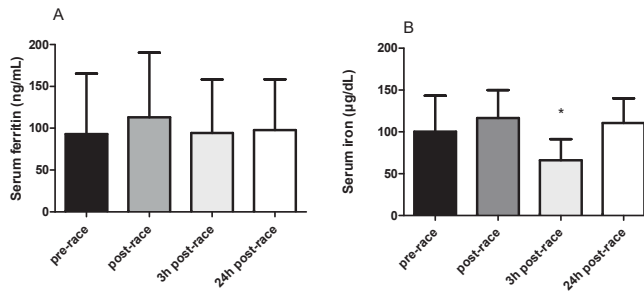 A
Serum ferritin (ng/mL)
200
150
100
50
0
pre-race
post-race
3h post-race
24h post-race
B
Serum iron (µg/dL)
200
150
100
50
0
*
pre-race
post-race
3h post-race
24h post-race